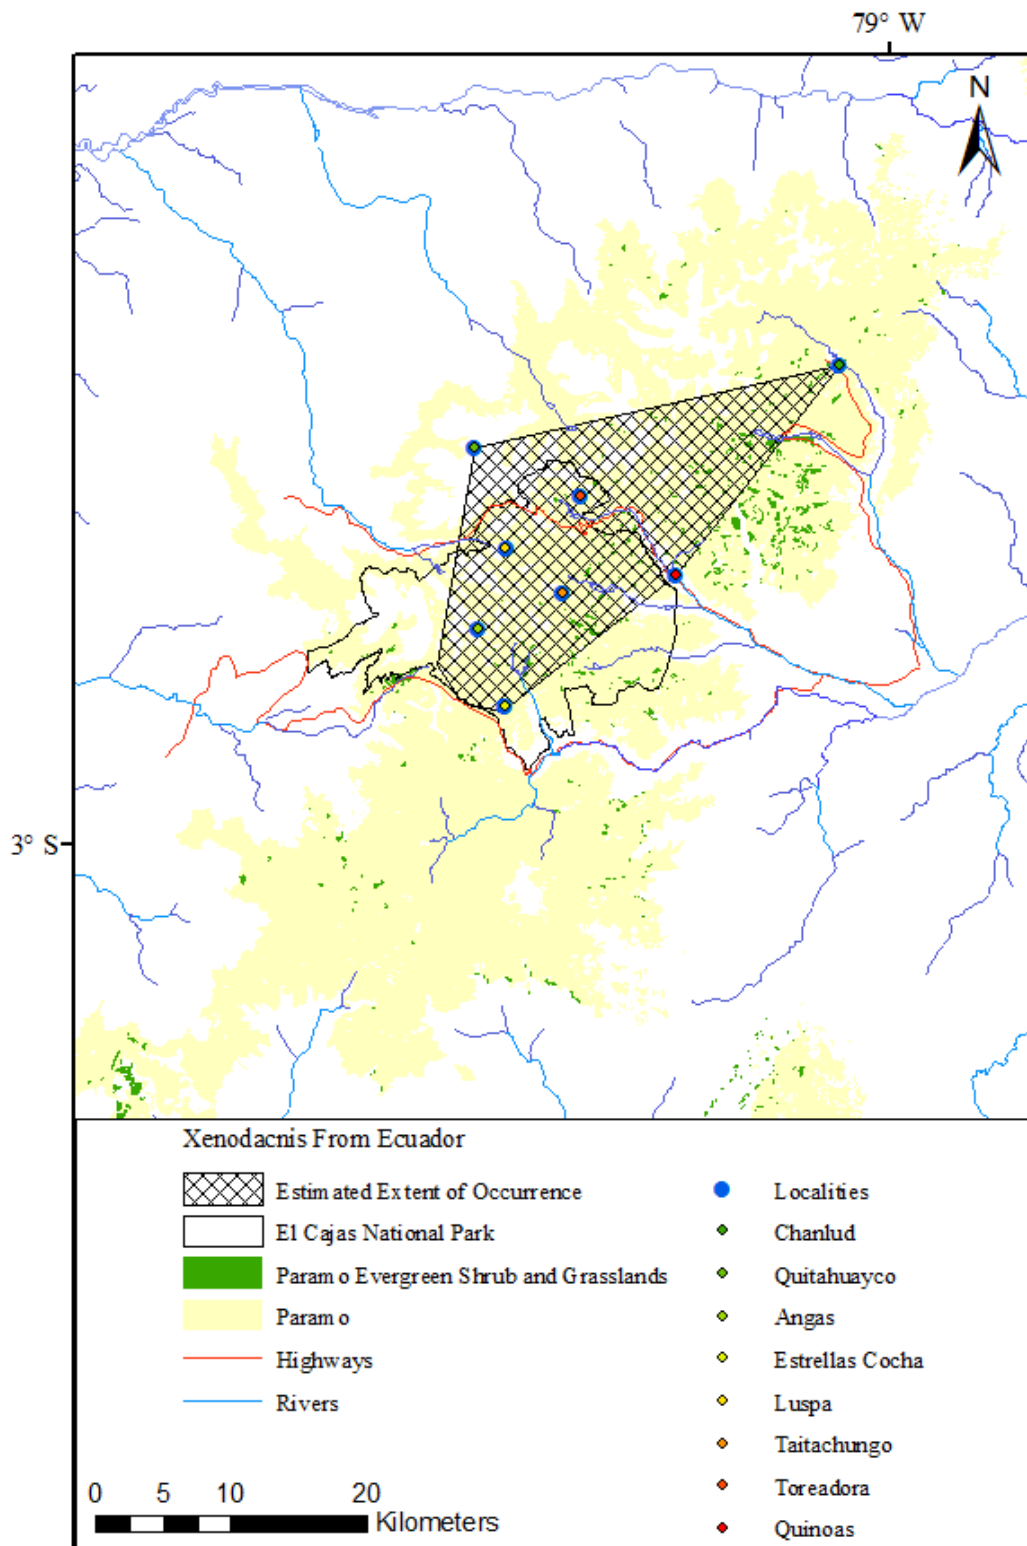 79° W
N
3° S
Xenodacnis From Ecuador
Estimated Extent of Occurrence
El Cajas National Park
Paramo Evergreen Shrub and Grasslands
Paramo
Highways
Rivers
Localities
Chanlud
Quitahuayco
Angas
Estrellas Cocha
Luspa
Taitachungo
Toreadora
Quinoas
0 5 10 20
Kilometers